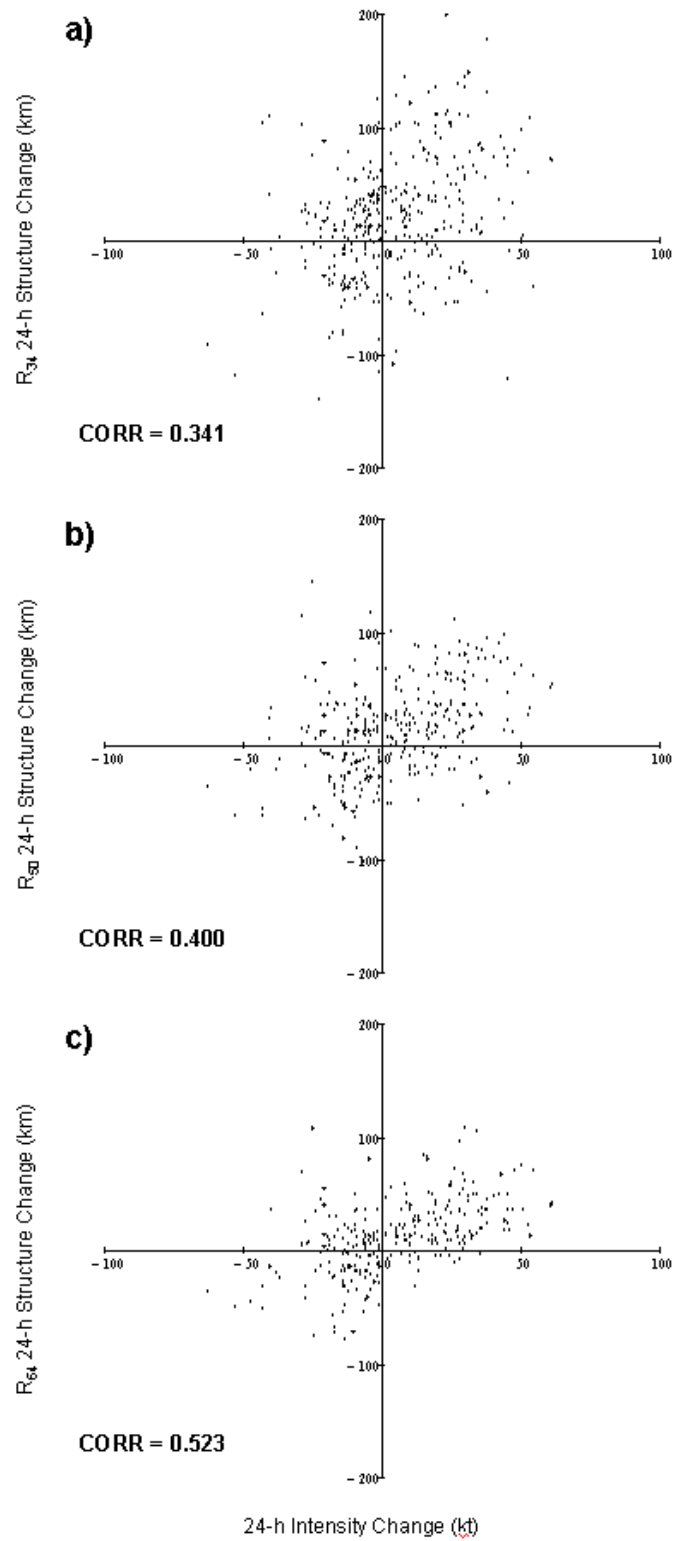 a)
200
100
R34 24-h Structure Change (km)
-100
-50
0
50
100
-100
CORR = 0.341
-200
b)
200
100
R50 24-h Structure Change (km)
-100
-50
0
50
100
-100
CORR = 0.400
-200
c)
200
100
R64 24-h Structure Change (km)
-100
-50
0
50
100
-100
CORR = 0.523
-200
24-h Intensity Change (kt)